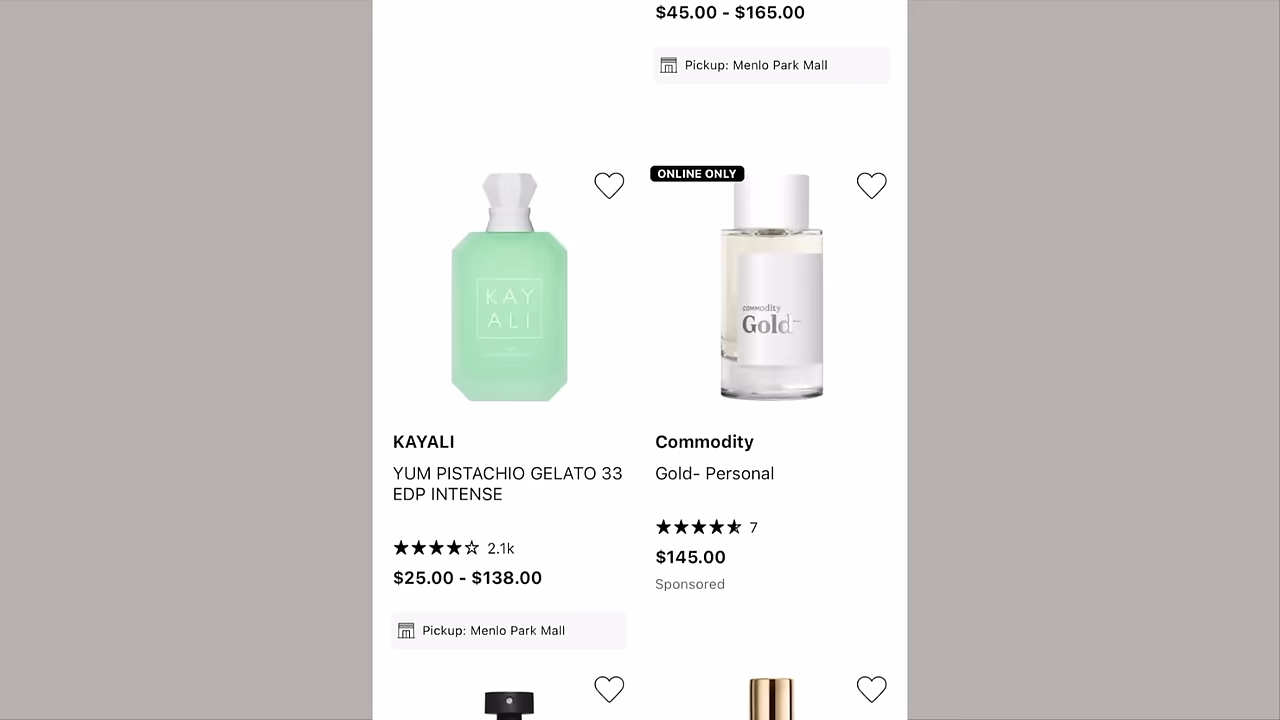 $45.00 - $165.00
Pickup: Menlo Park Mall
ONLINE ONLY
KAY
ALI
commodity
Gold-
KAYALI
YUM PISTACHIO GELATO 33
EDP INTENSE
2.1k
$25.00 - $138.00
Pickup: Menlo Park Mall
Commodity
Gold- Personal
7
$145.00
Sponsored